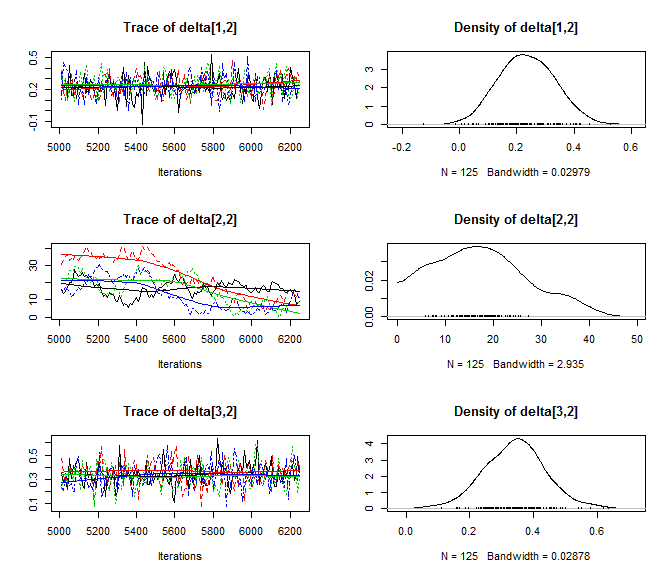 Trace of delta[1,2]
Density of delta[1,2]
-0.1 0.2 0.5
5000 5200 5400 5600 5800 6000 6200
Iterations
0 1 2 3
-0.2 0.0 0.2 0.4 0.6
N = 125 Bandwidth = 0.02979
Trace of delta[2,2]
Density of delta[2,2]
0 10 30
5000 5200 5400 5600 5800 6000 6200
Iterations
0.00 0.02
0 10 20 30 40 50
N = 125 Bandwidth = 2.935
Trace of delta[3,2]
Density of delta[3,2]
0.1 0.3 0.5
5000 5200 5400 5600 5800 6000 6200
Iterations
0 1 2 3 4
0.0 0.2 0.4 0.6
N = 125 Bandwidth = 0.02878